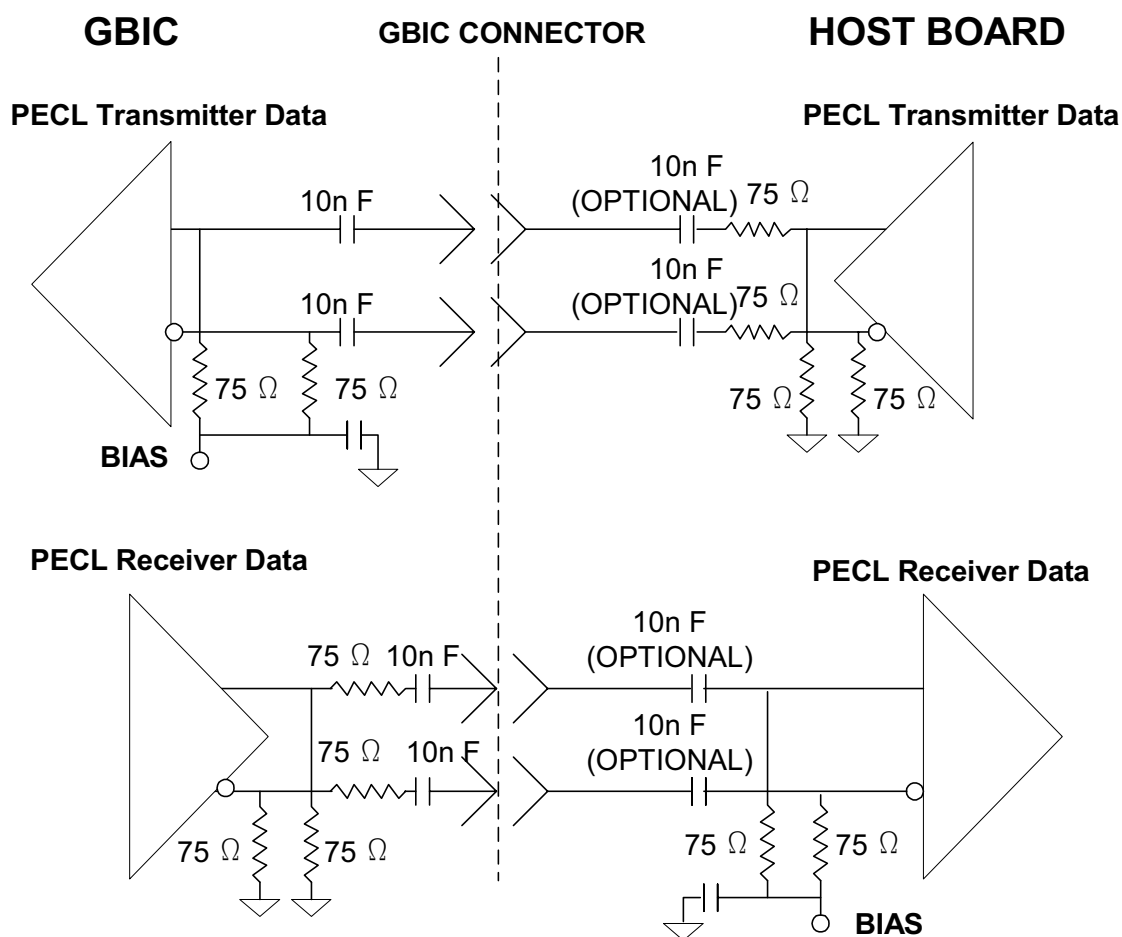 GBIC
GBIC CONNECTOR
HOST BOARD
PECL Transmitter Data
PECL Transmitter Data
10n F
(OPTIONAL)
75 Ω
10n F
10n F
(OPTIONAL)
75 Ω
10n F
75 Ω
75 Ω
75 Ω
75 Ω
BIAS
PECL Receiver Data
PECL Receiver Data
10n F
(OPTIONAL)
75 Ω
10n F
10n F
(OPTIONAL)
75 Ω
10n F
75 Ω
75 Ω
75 Ω
75 Ω
BIAS